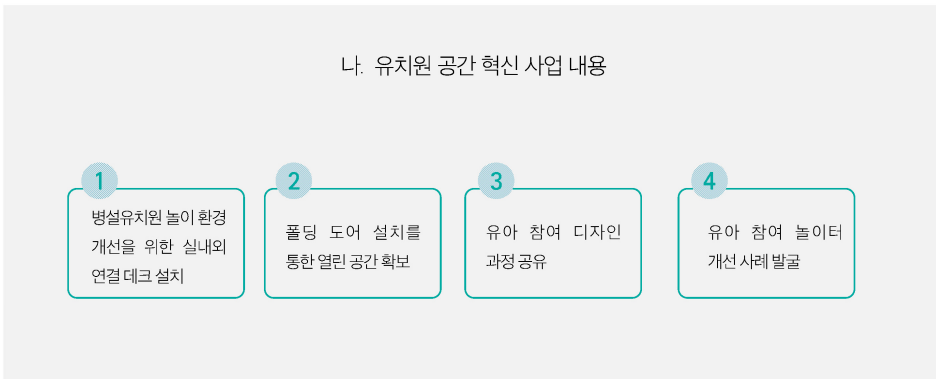 나. 유치원 공간 혁신 사업 내용
1
병설유치원 놀이 환경
개선을 위한 실내외
연결 데크 설치
2
폴딩 도어 설치를
통한 열린 공간 확보
3
유아 참여 디자인
과정 공유
4
유아 참여 놀이터
개선 사례 발굴